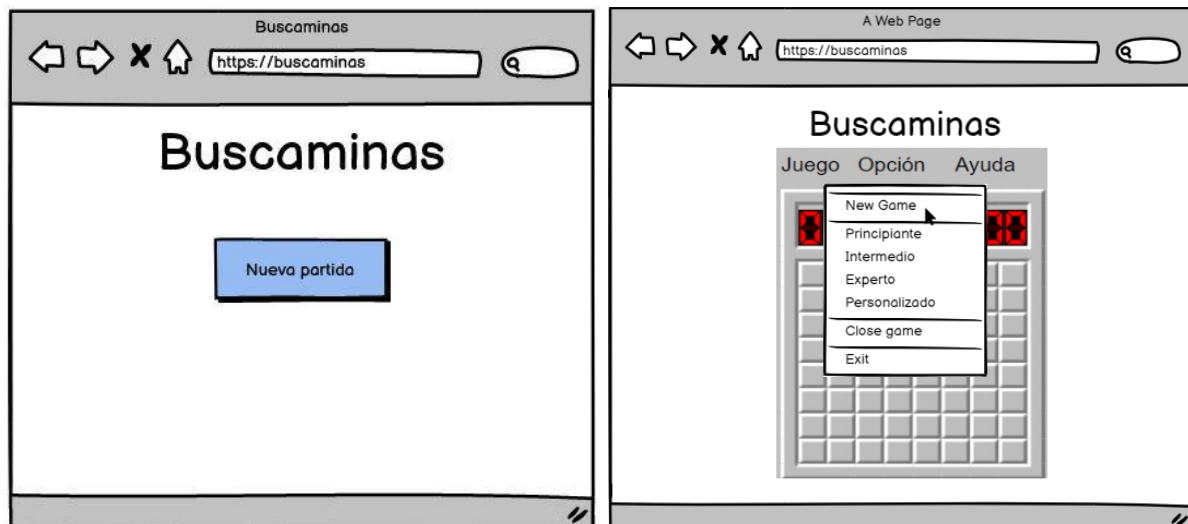 Buscaminas
https://buscaminas
Buscaminas
Nueva partida
A Web Page
https://buscaminas
Buscaminas
Juego Opción Ayuda
New Game
Principiante
Intermedio
Experto
Personalizado
Close game
Exit